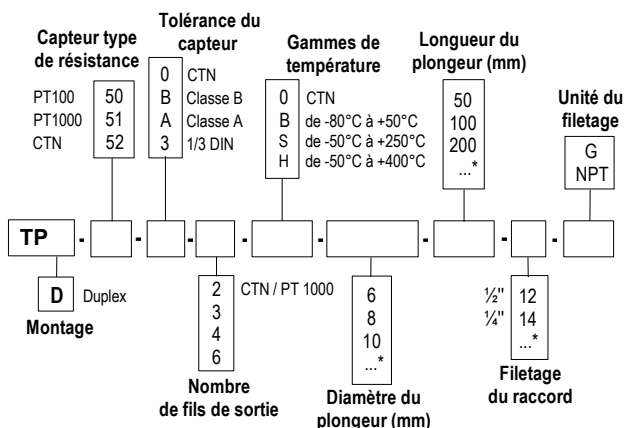 Capteur type
de résistance
PT100 50
PT1000 51
CTN 52
Tolérance du
capteur
0 CTN
B Classe B
A Classe A
3 1/3 DIN
Gammes de
température
0 CTN
B de -80°C à +50°C
S de -50°C à +250°C
H de -50°C à +400°C
Longueur du
plongeur (mm)
50
100
200
...*
Unité du
filetage
G
NPT
TP - - - - - - - -
D Duplex
Montage
2 CTN / PT 1000
3
4
6
Nombre
de fils de sortie
6
8
10
...*
Diamètre du
plongeur (mm)
½" 12
¼" 14
...*
Filetage
du raccord